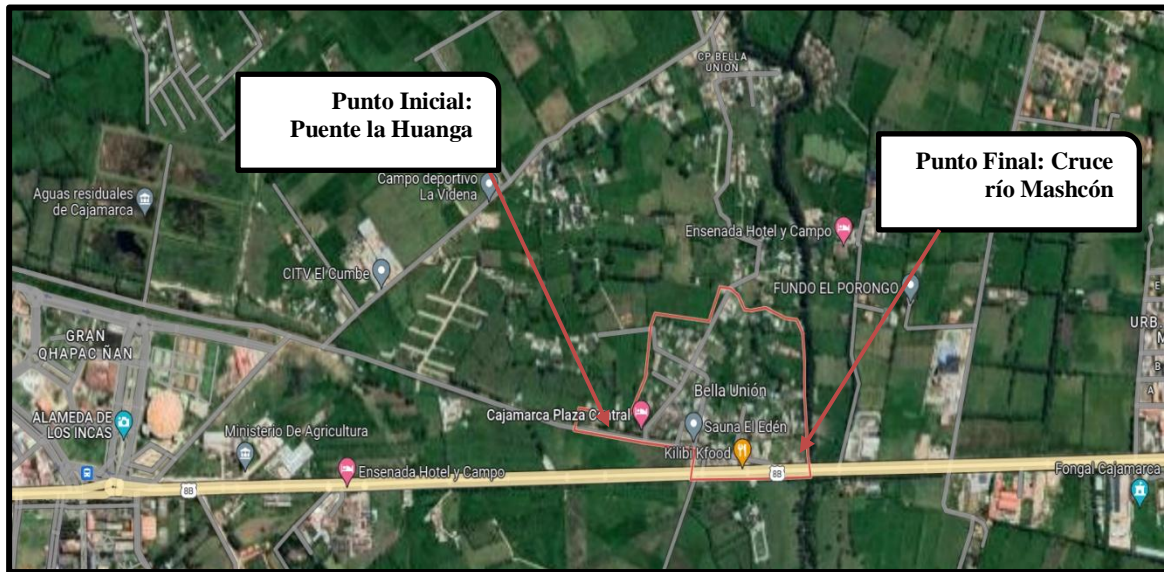 CP BELLA
UNION
Punto Inicial:
Puente la Huanga
Punto Final: Cruce
río Mashcón
Campo deportivo
La Videna
Aguas residuales
de Cajamarca
Ensenada Hotel y Campo
CITV El Cumbe
FUNDO EL PORONGO
E
URB.
M
GRAN
QHAPAC ÑAN
B
Bella Unión
A
Cajamarca Plaza Central
ALAMEDA DE
LOS INCAS
Sauna El Edén
Ministerio De Agricultura
Kilibi Kfood
Ensenada Hotel y Campo
8B
8B
Fongal Cajamarca